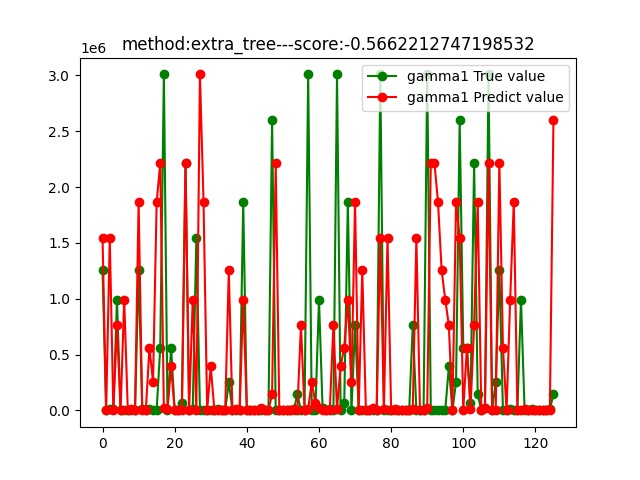 method:extra_tree---score:-0.5662212747198532
1e6
gamma1 True value
gamma1 Predict value
3.0
2.5
2.0
1.5
1.0
0.5
0.0
0 20 40 60 80 100 120